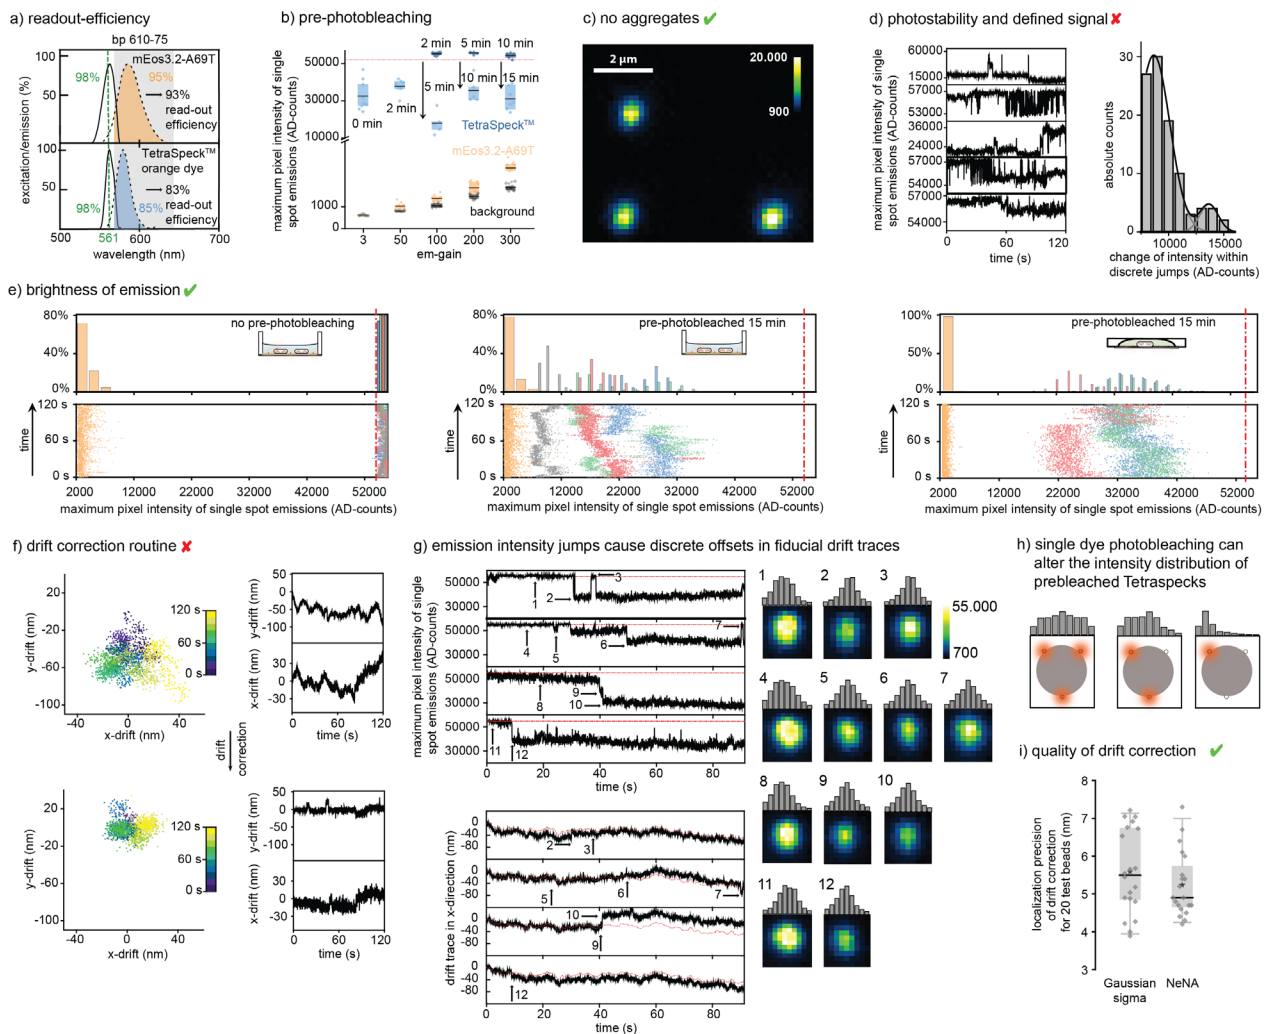 a) readout-efficiency
bp 610-75
mEos3.2-A69T
98%
95%
93%
read-out
efficiency
TetraSpeck™
orange dye
83%
read-out
efficiency
98%
85%
100
50
100
50
excitation/emission (%)
500
561
600
700
wavelength (nm)
b) pre-photobleaching
2 min
5 min
10 min
5 min
10 min
15 min
0 min
2 min
TetraSpeck™
mEos3.2-A69T
background
50000
30000
10000
1000
0
maximum pixel intensity of single
spot emissions (AD-counts)
3
50
100
200
300
em-gain
c) no aggregates ✔
2 μm
20.000
900
d) photostability and defined signal ✘
60000
15000
57000
53000
36000
24000
57000
54000
57000
54000
maximum pixel intensity of single
spot emissions (AD-counts)
0
60
120
time (s)
30
20
10
0
absolute counts
10000
15000
change of intensity within
discrete jumps (AD-counts)
e) brightness of emission ✔
80%
40%
0%
no pre-photobleaching
120 s
60 s
0 s
time
2000
12000
22000
32000
42000
52000
maximum pixel intensity of single spot emissions (AD-counts)
80%
40%
0%
pre-photobleached 15 min
120 s
60 s
0 s
time
2000
12000
22000
32000
42000
52000
maximum pixel intensity of single spot emissions (AD-counts)
100%
50%
0%
pre-photobleached 15 min
120 s
60 s
0 s
time
2000
12000
22000
32000
42000
52000
maximum pixel intensity of single spot emissions (AD-counts)
f) drift correction routine ✘
20
-20
-60
-100
y-drift (nm)
120 s
60 s
0 s
-40
0
40
x-drift (nm)
50
0
-50
-100
y-drift (nm)
30
0
-30
x-drift (nm)
0
60
120
time (s)
drift
correction
20
-20
-60
-110
y-drift (nm)
120 s
60 s
0 s
-40
0
40
x-drift (nm)
50
0
-50
-100
y-drift (nm)
30
0
-30
x-drift (nm)
0
60
120
time (s)
g) emission intensity jumps cause discrete offsets in fiducial drift traces
50000
30000
50000
30000
50000
30000
50000
30000
maximum pixel intensity of single
spot emissions (AD-counts)
1
2
3
4
5
6
7
8
9
10
11
12
0
20
40
60
80
time (s)
0
-40
-80
0
-40
-80
0
-40
-80
0
-40
-80
drift trace in x-direction
2
3
5
6
7
10
9
12
0
20
40
60
80
time (s)
1
2
3
55.000
700
4
5
6
7
8
9
10
11
12
h) single dye photobleaching can
alter the intensity distribution of
prebleached Tetraspecks
i) quality of drift correction ✔
8
7
6
5
4
3
localization precision
of drift correction
for 20 test beads (nm)
Gaussian
sigma
NeNA